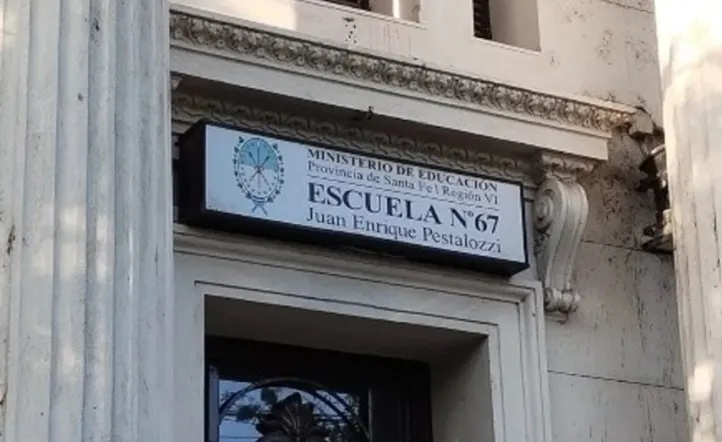 MINISTERIO DE EDUCACIÓN
Provincia de Santa Fe | Región VI
ESCUELA Nº67
Juan Enrique Pestalozzi